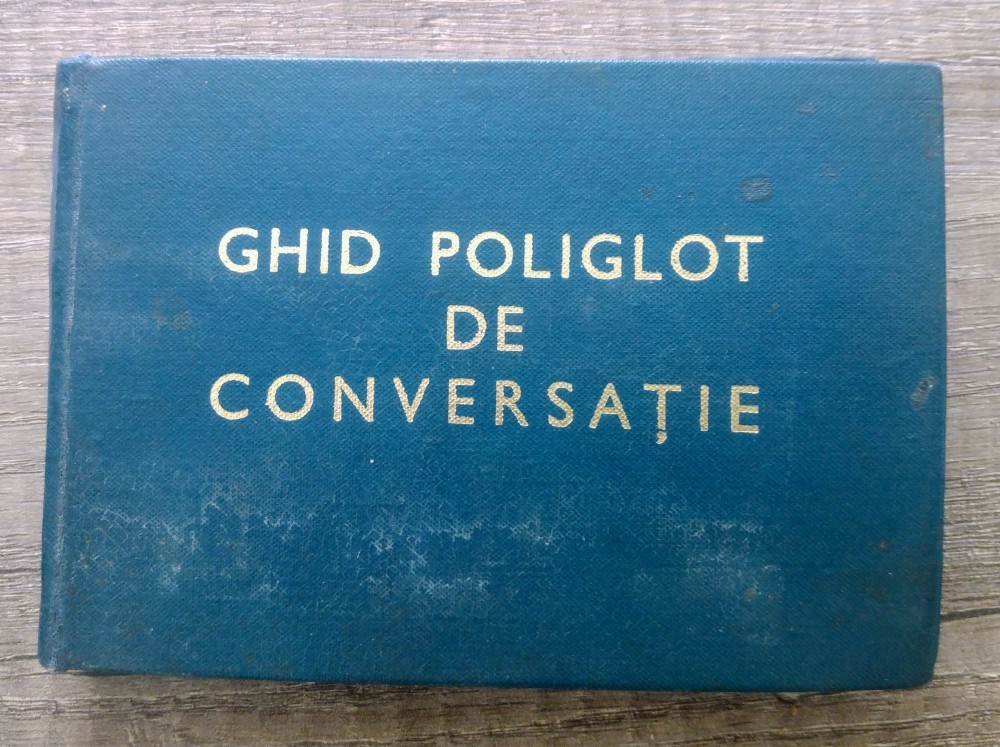 GHID POLIGLOT
DE
CONVERSAȚIE